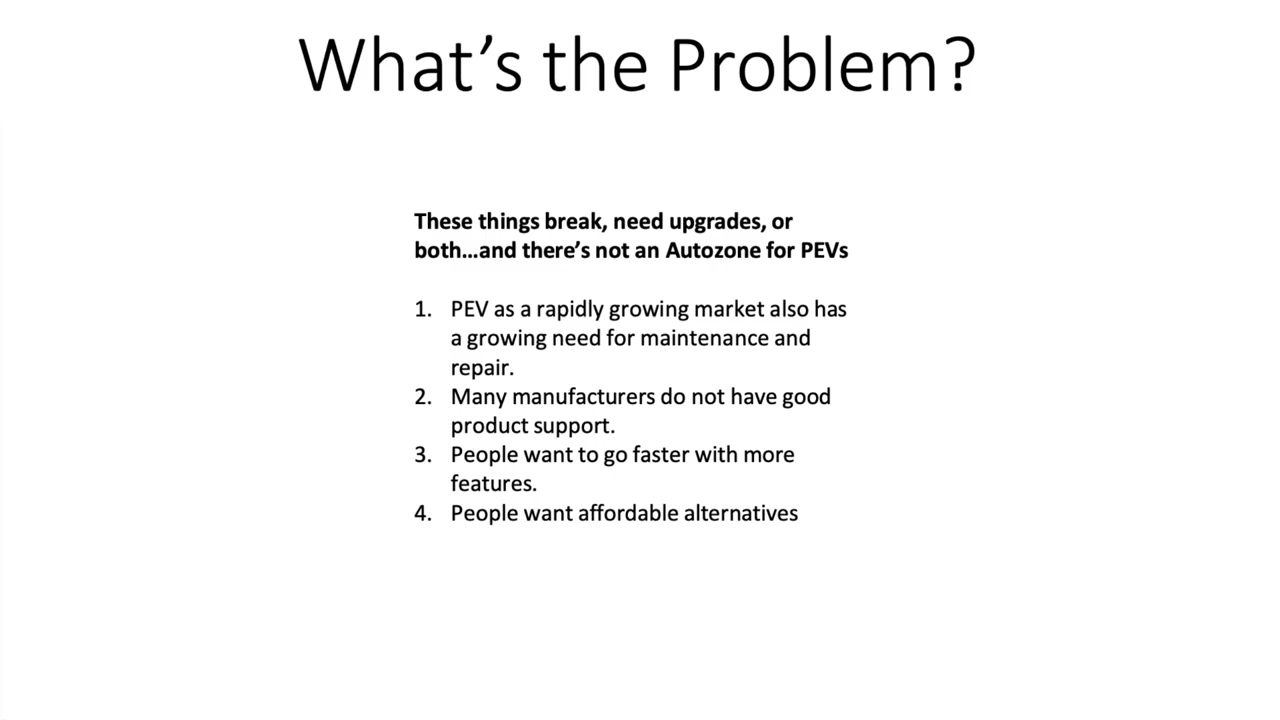 What’s the Problem?
These things break, need upgrades, or
both…and there’s not an Autozone for PEVs
1. PEV as a rapidly growing market also has
a growing need for maintenance and
repair.
2. Many manufacturers do not have good
product support.
3. People want to go faster with more
features.
4. People want affordable alternatives